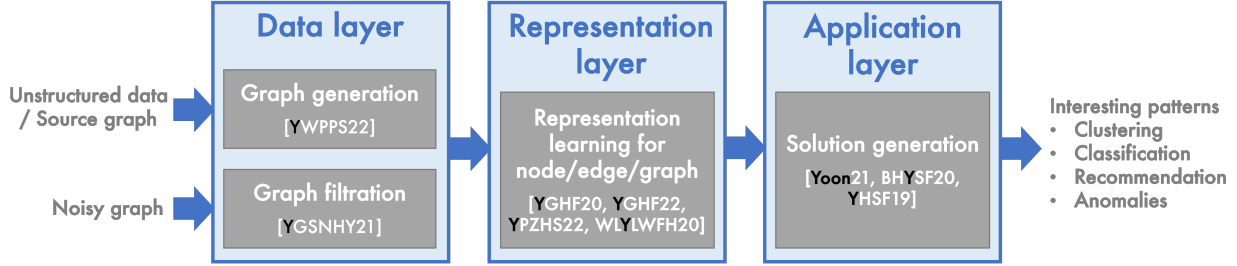 Unstructured data
/ Source graph
Noisy graph
Data layer
Graph generation
[YWPPS22]
Graph filtration
[YGSNHY21]
Representation
layer
Representation
learning for
node/edge/graph
[YGHF20, YGHF22,
YPZHS22, WLYLWFH20]
Application
layer
Solution generation
[Yoon21, BHYSF20,
YHSF19]
Interesting patterns
• Clustering
• Classification
• Recommendation
• Anomalies